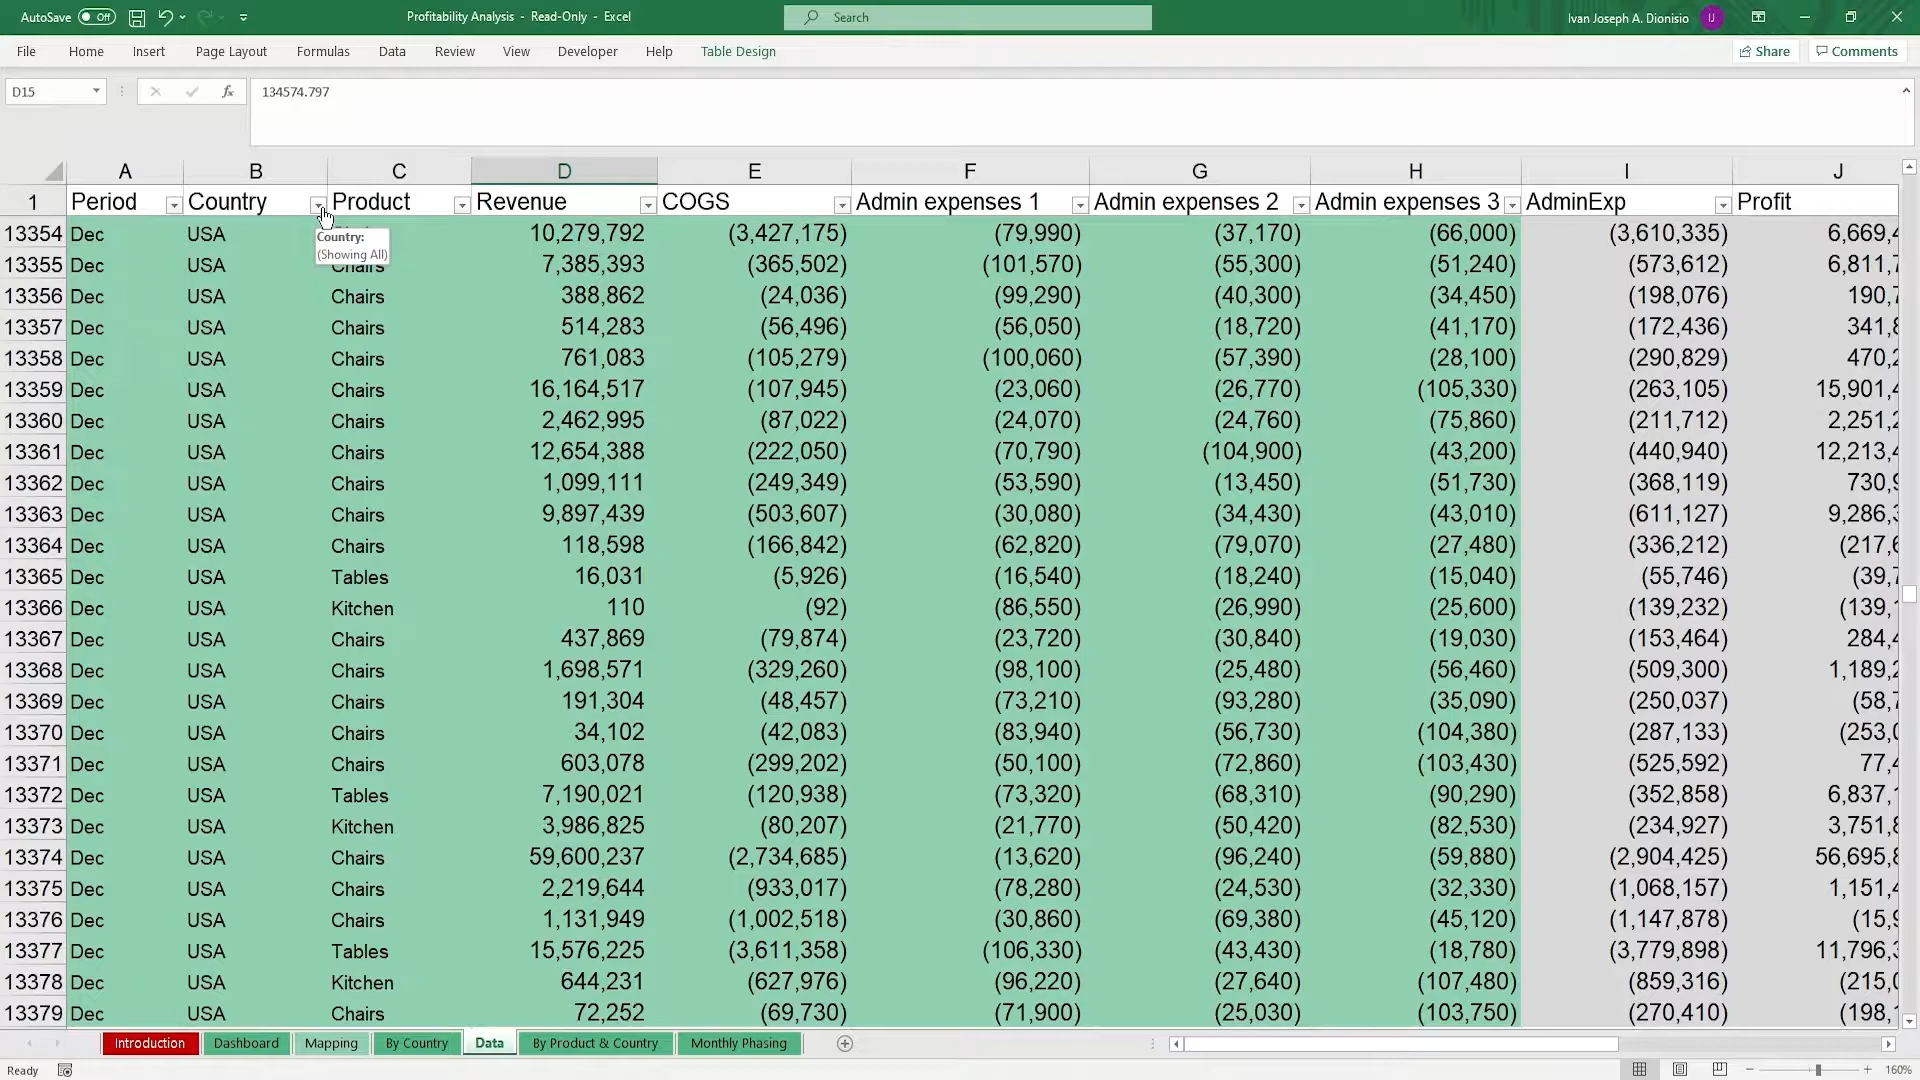 AutoSave Off Profitability Analysis - Read-Only - Excel Search Ivan Joseph A. Dionisio IJ
File Home Insert Page Layout Formulas Data Review View Developer Help Table Design Share Comments
D15 fx 134574.797
A B C D E F G H I J
1 Period Country Product Revenue COGS Admin expenses 1 Admin expenses 2 Admin expenses 3 AdminExp Profit
13354 Dec USA 10,279,792 (3,427,175) (79,990) (37,170) (66,000) (3,610,335) 6,669,4
Country:
(Showing All)
13355 Dec USA Chairs 7,385,393 (365,502) (101,570) (55,300) (51,240) (573,612) 6,811,7
13356 Dec USA Chairs 388,862 (24,036) (99,290) (40,300) (34,450) (198,076) 190,7
13357 Dec USA Chairs 514,283 (56,496) (56,050) (18,720) (41,170) (172,436) 341,8
13358 Dec USA Chairs 761,083 (105,279) (100,060) (57,390) (28,100) (290,829) 470,2
13359 Dec USA Chairs 16,164,517 (107,945) (23,060) (26,770) (105,330) (263,105) 15,901,4
13360 Dec USA Chairs 2,462,995 (87,022) (24,070) (24,760) (75,860) (211,712) 2,251,2
13361 Dec USA Chairs 12,654,388 (222,050) (70,790) (104,900) (43,200) (440,940) 12,213,4
13362 Dec USA Chairs 1,099,111 (249,349) (53,590) (13,450) (51,730) (368,119) 730,9
13363 Dec USA Chairs 9,897,439 (503,607) (30,080) (34,430) (43,010) (611,127) 9,286,3
13364 Dec USA Chairs 118,598 (166,842) (62,820) (79,070) (27,480) (336,212) (217,6
13365 Dec USA Tables 16,031 (5,926) (16,540) (18,240) (15,040) (55,746) (39,7
13366 Dec USA Kitchen 110 (92) (86,550) (26,990) (25,600) (139,232) (139,1
13367 Dec USA Chairs 437,869 (79,874) (23,720) (30,840) (19,030) (153,464) 284,4
13368 Dec USA Chairs 1,698,571 (329,260) (98,100) (25,480) (56,460) (509,300) 1,189,2
13369 Dec USA Chairs 191,304 (48,457) (73,210) (93,280) (35,090) (250,037) (58,7
13370 Dec USA Chairs 34,102 (42,083) (83,940) (56,730) (104,380) (287,133) (253,0
13371 Dec USA Chairs 603,078 (299,202) (50,100) (72,860) (103,430) (525,592) 77,4
13372 Dec USA Tables 7,190,021 (120,938) (73,320) (68,310) (90,290) (352,858) 6,837,1
13373 Dec USA Kitchen 3,986,825 (80,207) (21,770) (50,420) (82,530) (234,927) 3,751,8
13374 Dec USA Chairs 59,600,237 (2,734,685) (13,620) (96,240) (59,880) (2,904,425) 56,695,8
13375 Dec USA Chairs 2,219,644 (933,017) (78,280) (24,530) (32,330) (1,068,157) 1,151,4
13376 Dec USA Chairs 1,131,949 (1,002,518) (30,860) (69,380) (45,120) (1,147,878) (15,9
13377 Dec USA Tables 15,576,225 (3,611,358) (106,330) (43,430) (18,780) (3,779,898) 11,796,3
13378 Dec USA Kitchen 644,231 (627,976) (96,220) (27,640) (107,480) (859,316) (215,0
13379 Dec USA Chairs 72,252 (69,730) (71,900) (25,030) (103,750) (270,410) (198,1
Introduction Dashboard Mapping By Country Data By Product & Country Monthly Phasing
Ready 160%